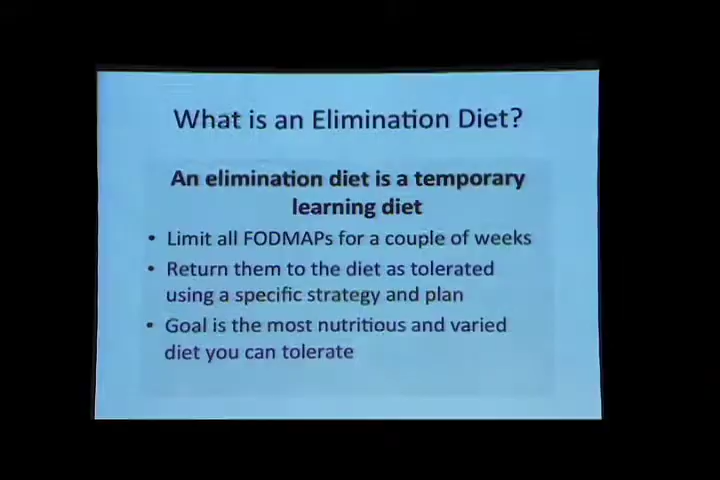 What is an Elimination Diet?
An elimination diet is a temporary
learning diet
• Limit all FODMAPs for a couple of weeks
• Return them to the diet as tolerated
using a specific strategy and plan
• Goal is the most nutritious and varied
diet you can tolerate